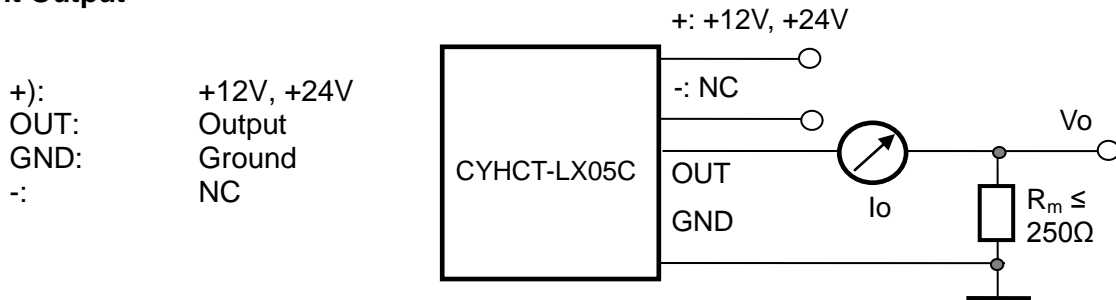 Output
+: +12V, +24V
+): +12V, +24V
OUT: Output
GND: Ground
-: NC
-: NC
CYHCT-LX05C
OUT
GND
Io
Vo
Rm ≤
250Ω